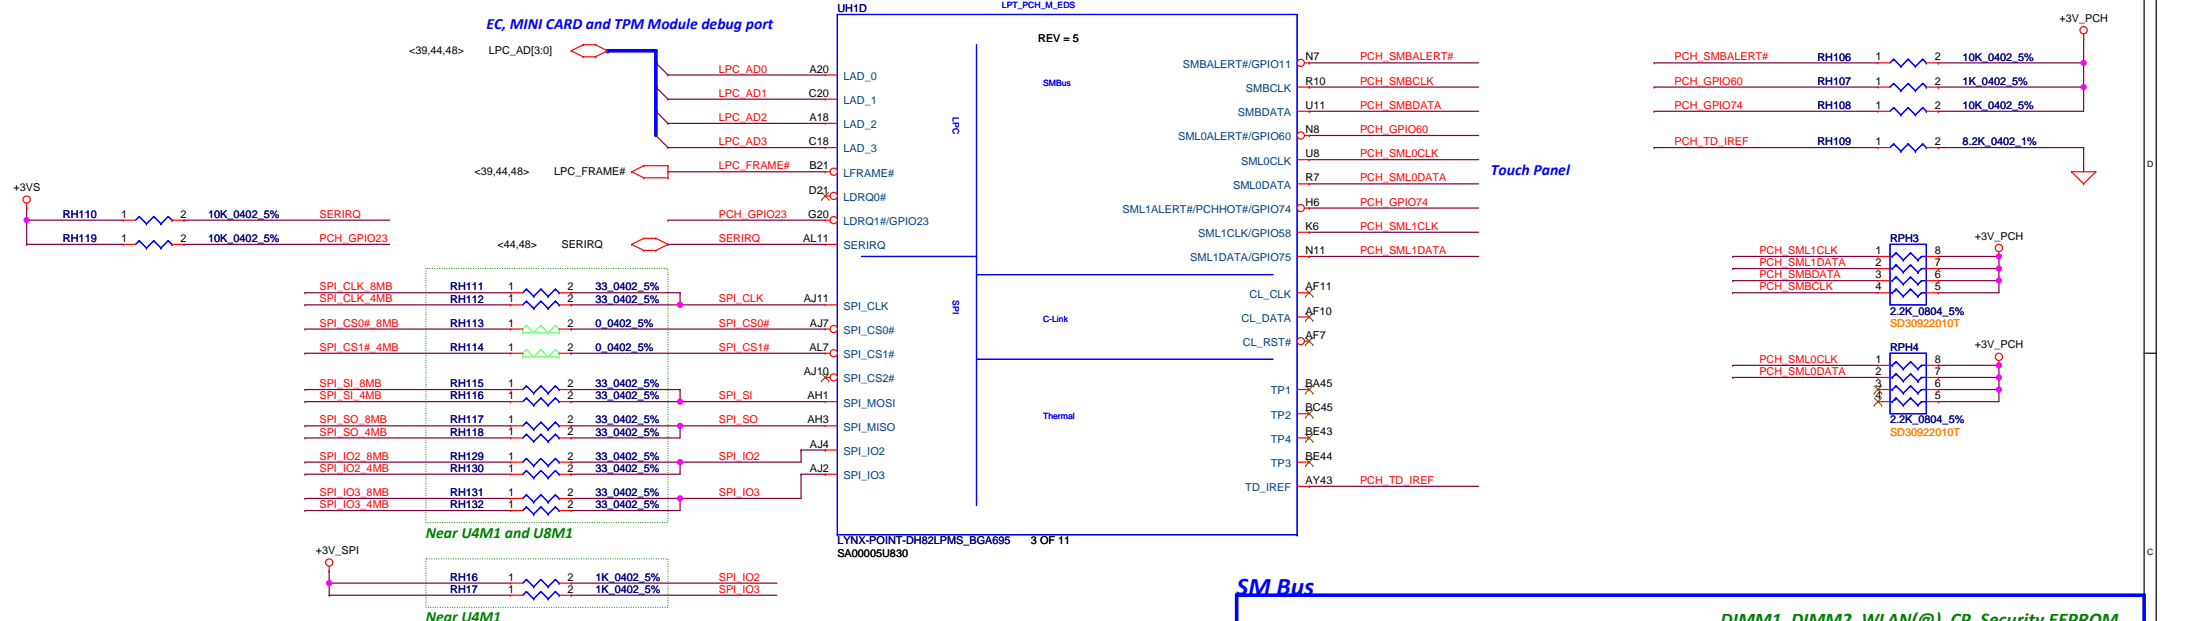 UH1D
LPT_PCH_M_EDS
EC, MINI CARD and TPM Module debug port
REV = 5
<39,44,48> LPC_AD[3:0]
LPC_AD0 A20 LAD_0
LPC_AD1 C20 LAD_1
LPC_AD2 A18 LAD_2
LPC_AD3 C18 LAD_3
<39,44,48> LPC_FRAME# LPC_FRAME# B21 LFRAME#
D21 LDRQ0#
PCH_GPIO23 G20 LDRQ1#/GPIO23
<44,48> SERIRQ SERIRQ AL11 SERIRQ
LPC
SMBus
SMBALERT#/GPIO11 N7 PCH_SMBALERT#
SMBCLK R10 PCH_SMBCLK
SMBDATA U11 PCH_SMBDATA
SML0ALERT#/GPIO60 N8 PCH_GPIO60
SML0CLK U8 PCH_SML0CLK
SML0DATA R7 PCH_SML0DATA
SML1ALERT#/PCHHOT#/GPIO74 H6 PCH_GPIO74
SML1CLK/GPIO58 K6 PCH_SML1CLK
SML1DATA/GPIO75 N11 PCH_SML1DATA
Touch Panel
+3VS
RH110 1 2 10K_0402_5% SERIRQ
RH119 1 2 10K_0402_5% PCH_GPIO23
SPI_CLK_8MB RH111 1 2 33_0402_5%
SPI_CLK_4MB RH112 1 2 33_0402_5% SPI_CLK AJ11 SPI_CLK
SPI_CS0#_8MB RH113 1 2 0_0402_5% SPI_CS0# AJ7 SPI_CS0#
SPI_CS1#_4MB RH114 1 2 0_0402_5% SPI_CS1# AL7 SPI_CS1#
AJ10 SPI_CS2#
SPI_SI_8MB RH115 1 2 33_0402_5%
SPI_SI_4MB RH116 1 2 33_0402_5% SPI_SI AH1 SPI_MOSI
SPI_SO_8MB RH117 1 2 33_0402_5% SPI_SO AH3 SPI_MISO
SPI_SO_4MB RH118 1 2 33_0402_5%
AJ4 SPI_IO2
SPI_IO2_8MB RH129 1 2 33_0402_5% SPI_IO2
SPI_IO2_4MB RH130 1 2 33_0402_5%
AJ2 SPI_IO3
SPI_IO3_8MB RH131 1 2 33_0402_5% SPI_IO3
SPI_IO3_4MB RH132 1 2 33_0402_5%
Near U4M1 and U8M1
SPI
C-Link
CL_CLK AF11
CL_DATA AF10
CL_RST# AF7
Thermal
TP1 BA45
TP2 BC45
TP4 BE43
TP3 BE44
TD_IREF AY43 PCH_TD_IREF
LYNX-POINT-DH82LPMS_BGA695 3 OF 11
SA00005U830
+3V_SPI
RH16 1 2 1K_0402_5% SPI_IO2
RH17 1 2 1K_0402_5% SPI_IO3
Near U4M1
+3V_PCH
PCH_SMBALERT# RH106 1 2 10K_0402_5%
PCH_GPIO60 RH107 1 2 1K_0402_5%
PCH_GPIO74 RH108 1 2 10K_0402_5%
PCH_TD_IREF RH109 1 2 8.2K_0402_1%
D
RPH3 +3V_PCH
PCH_SML1CLK 1 8
PCH_SML1DATA 2 7
PCH_SMBDATA 3 6
PCH_SMBCLK 4 5
2.2K_0804_5%
SD30922010T
RPH4 +3V_PCH
PCH_SML0CLK 1 8
PCH_SML0DATA 2 7
3 6
4 5
2.2K_0804_5%
SD30922010T
C
SM Bus
DIMM1, DIMM2, WLAN(@), CP, Security EEPROM